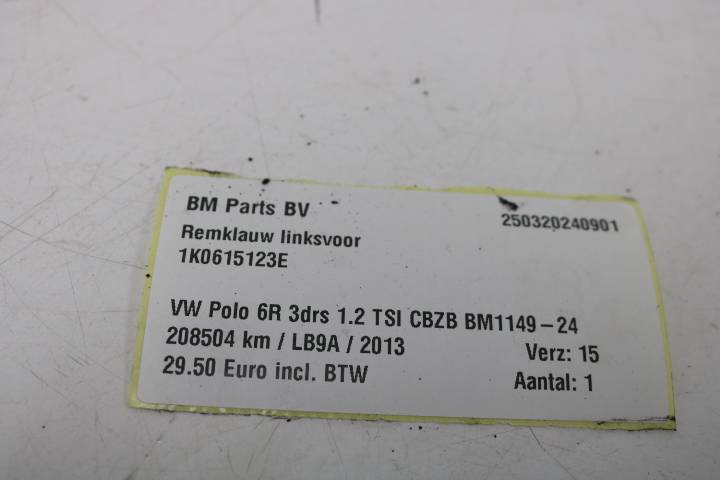 BM Parts BV 250320240901
Remklauw linksvoor
1K0615123E
VW Polo 6R 3drs 1.2 TSI CBZB BM1149-24
208504 km / LB9A / 2013 Verz: 15
29.50 Euro incl. BTW Aantal: 1